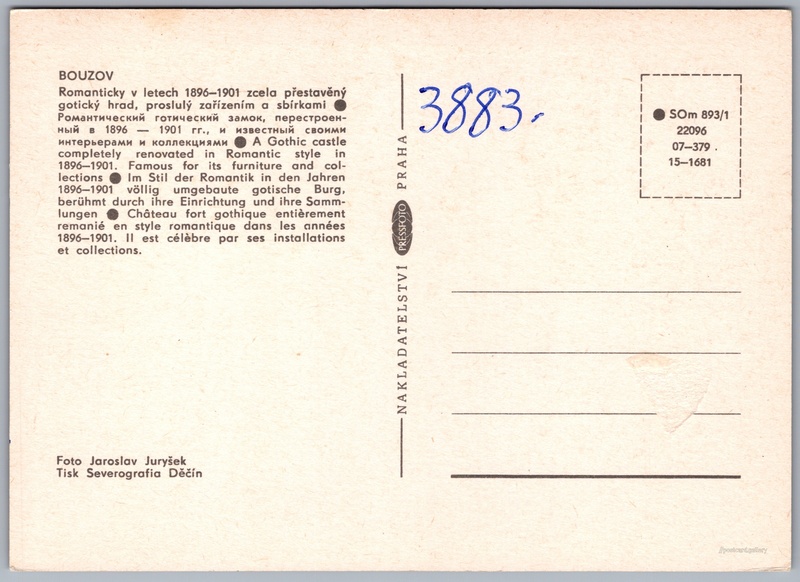 BOUZOV
Romanticky v letech 1896—1901 zcela přestavěný
gotický hrad, proslulý zařízením a sbírkami ●
Романтический готический замок, перестроен-
ный в 1896 — 1901 гг., и известный своими
интерьерами и коллекциями ● A Gothic castle
completely renovated in Romantic style in
1896—1901. Famous for its furniture and col-
lections ● Im Stil der Romantik in den Jahren
1896—1901 völlig umgebaute gotische Burg,
berühmt durch ihre Einrichtung und ihre Samm-
lungen ● Château fort gothique entièrement
remanié en style romantique dans les années
1896—1901. Il est célèbre par ses installations
et collections.
Foto Jaroslav Juryšek
Tisk Severografia Děčín
NAKLADATELSTVÍ PRESSFOTO PRAHA
3883.
● SOm 893/1
22096
07—379 .
15—1681